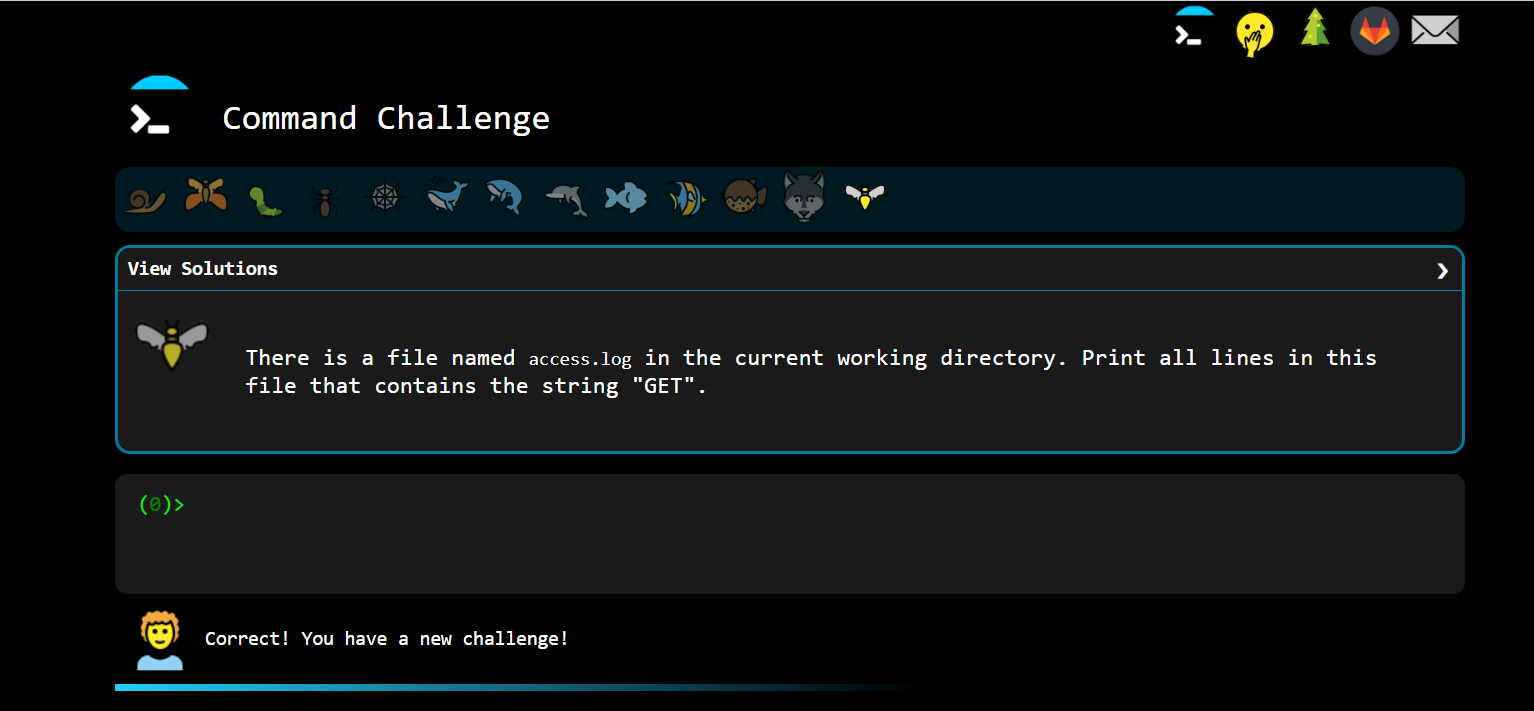 Command Challenge
View Solutions
There is a file named access.log in the current working directory. Print all lines in this
file that contains the string "GET".
(0)>
Correct! You have a new challenge!